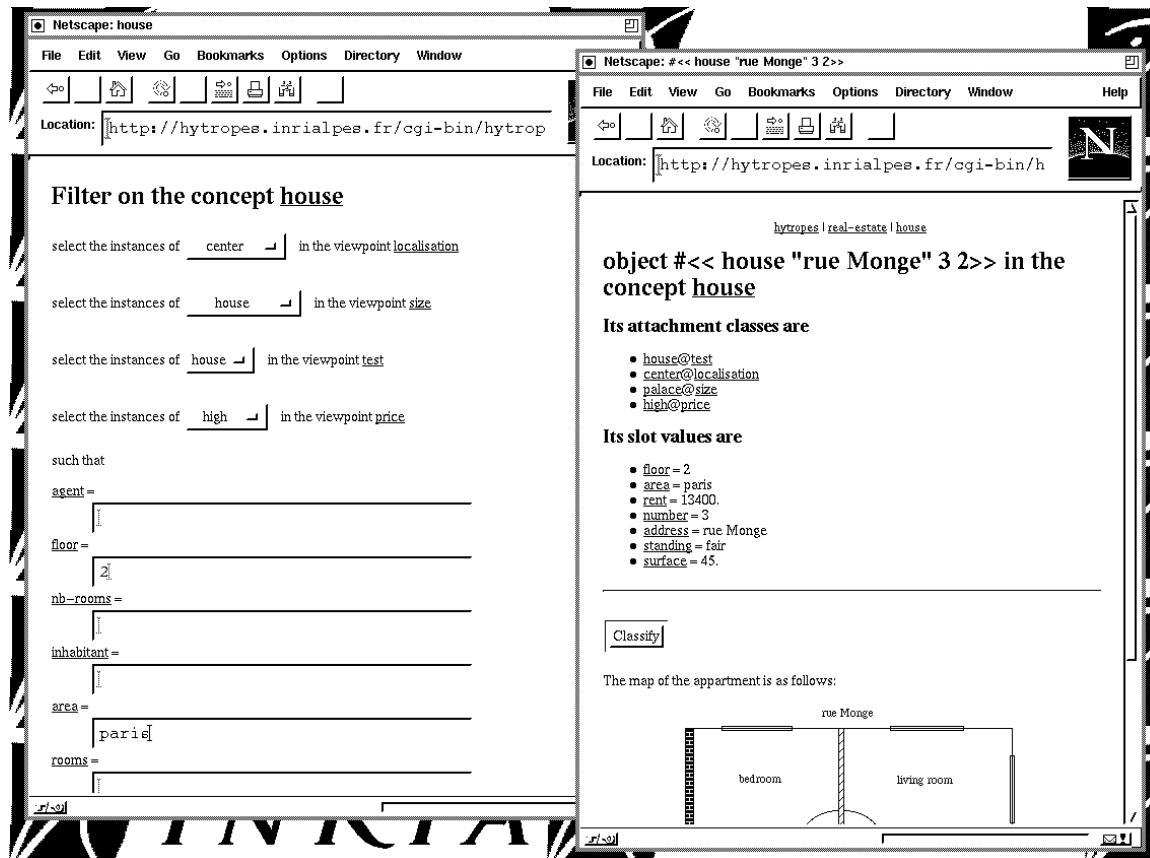 Netscape: house
File Edit View Go Bookmarks Options Directory Window
Location: http://hytropes.inrialpes.fr/cgi-bin/hytrop
Filter on the concept house
select the instances of center in the viewpoint localisation
select the instances of house in the viewpoint size
select the instances of house in the viewpoint test
select the instances of high in the viewpoint price
such that
agent =
floor =
2
nb-rooms =
inhabitant =
area =
paris
rooms =
Netscape: #<< house "rue Monge" 3 2>>
File Edit View Go Bookmarks Options Directory Window Help
Location: http://hytropes.inrialpes.fr/cgi-bin/h
N
hytropes | real-estate | house
object #<< house "rue Monge" 3 2>> in the
concept house
Its attachment classes are
house@test
center@localisation
palace@size
high@price
Its slot values are
floor = 2
area = paris
rent = 13400.
number = 3
address = rue Monge
standing = fair
surface = 45.
Classify
The map of the appartment is as follows:
rue Monge
bedroom living room
INRIA